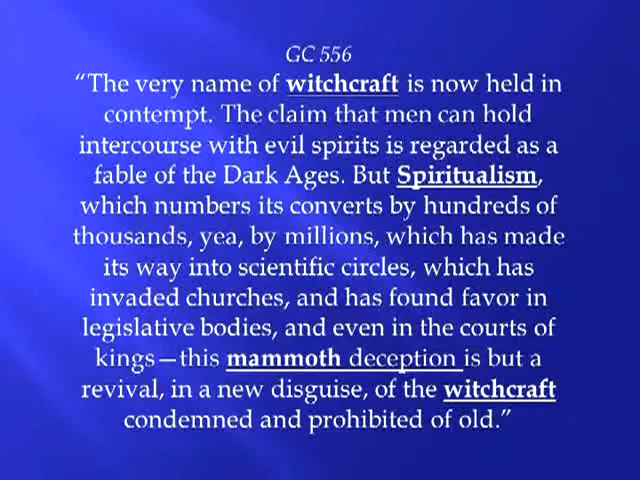 GC 556
“The very name of witchcraft is now held in
contempt. The claim that men can hold
intercourse with evil spirits is regarded as a
fable of the Dark Ages. But Spiritualism,
which numbers its converts by hundreds of
thousands, yea, by millions, which has made
its way into scientific circles, which has
invaded churches, and has found favor in
legislative bodies, and even in the courts of
kings—this mammoth deception is but a
revival, in a new disguise, of the witchcraft
condemned and prohibited of old.”